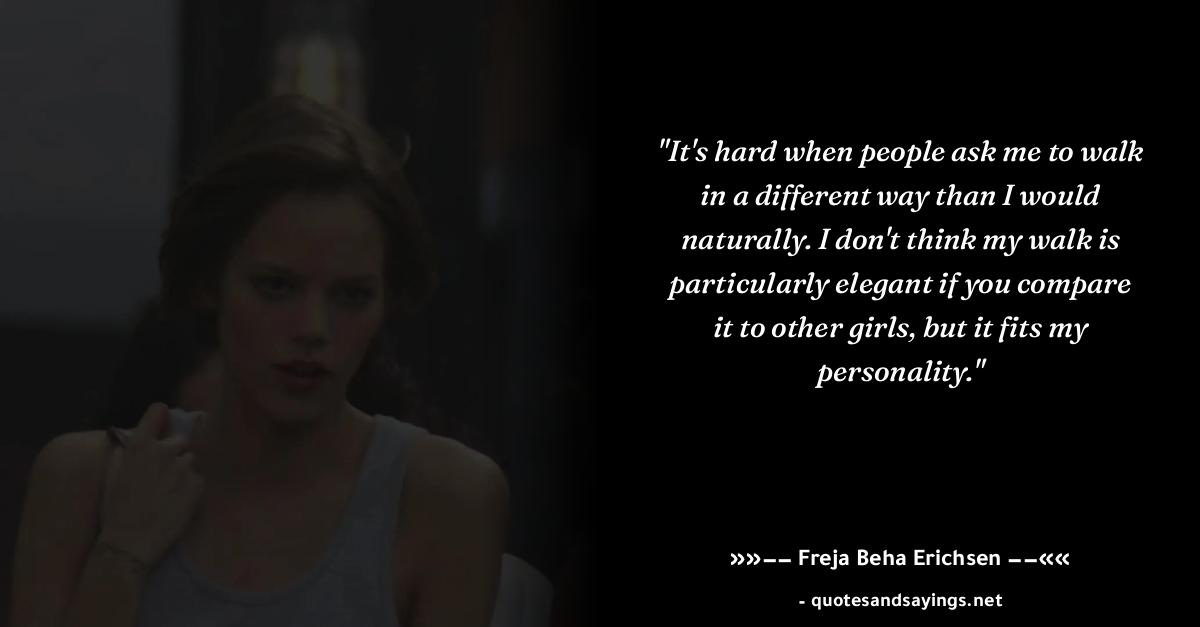 "It's hard when people ask me to walk
in a different way than I would
naturally. I don't think my walk is
particularly elegant if you compare
it to other girls, but it fits my
personality."
»»−− Freja Beha Erichsen −−««
- quotesandsayings.net